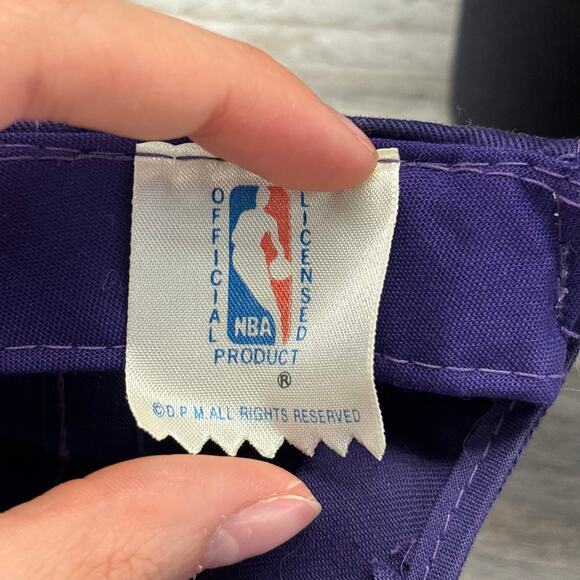 OFFICIAL
LICENSED
NBA
PRODUCT
®
© D.P.M. ALL RIGHTS RESERVED